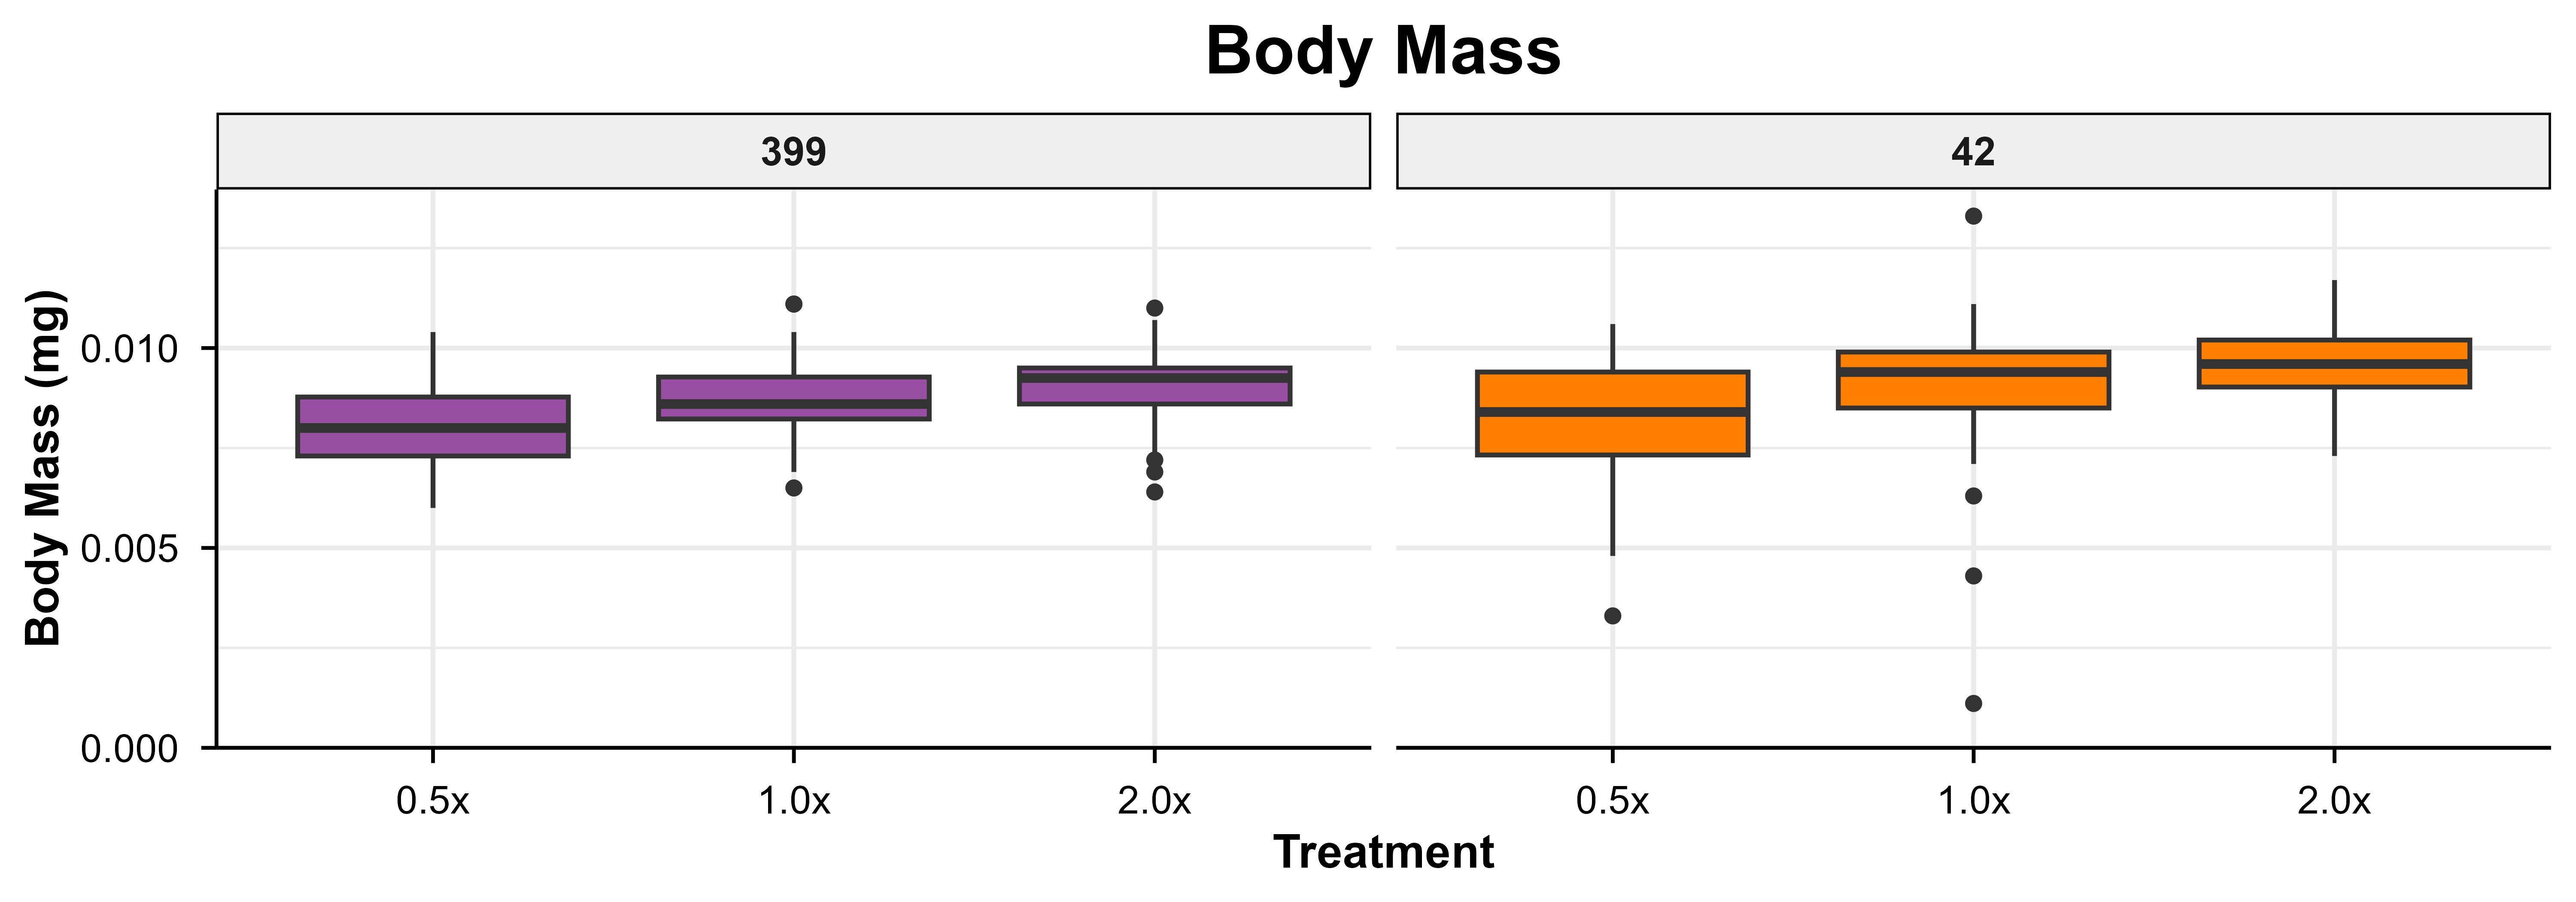 Body Mass
399
42
Body Mass (mg)
0.010
0.005
0.000
0.5x
1.0x
2.0x
0.5x
1.0x
2.0x
Treatment